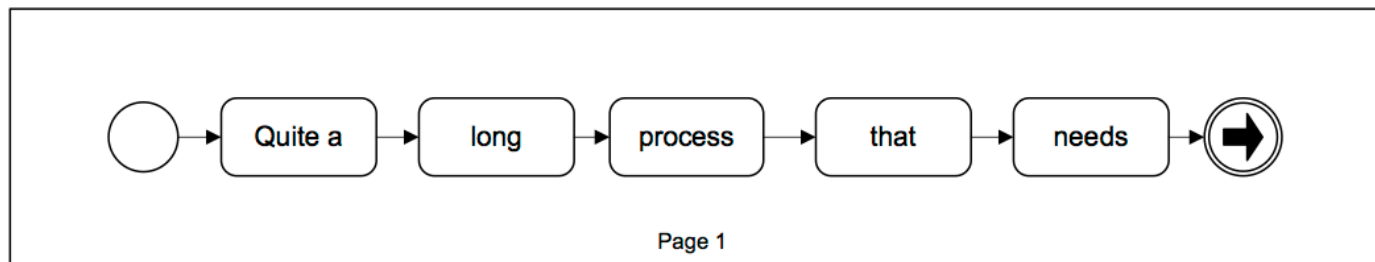 Quite a
long
process
that
needs
Page 1